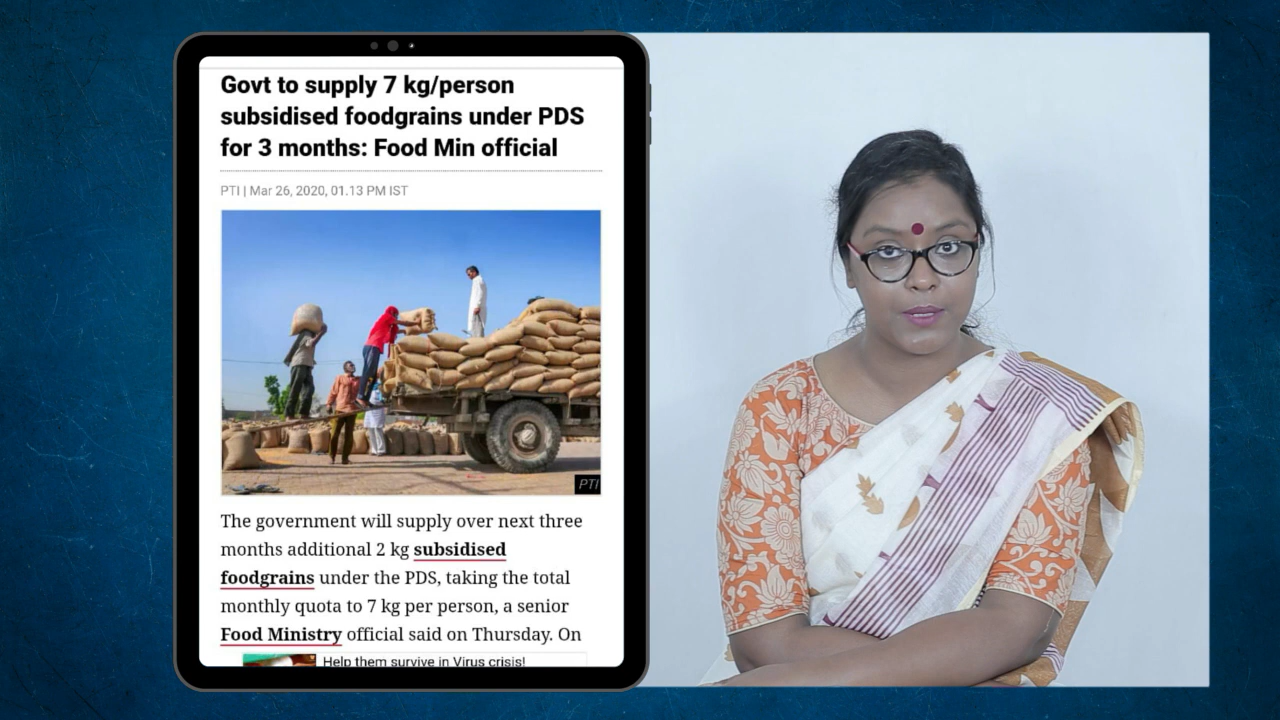 Govt to supply 7 kg/person
subsidised foodgrains under PDS
for 3 months: Food Min official
PTI | Mar 26, 2020, 01.13 PM IST
PTI
The government will supply over next three
months additional 2 kg subsidised
foodgrains under the PDS, taking the total
monthly quota to 7 kg per person, a senior
Food Ministry official said on Thursday. On
Help them survive in Virus crisis!